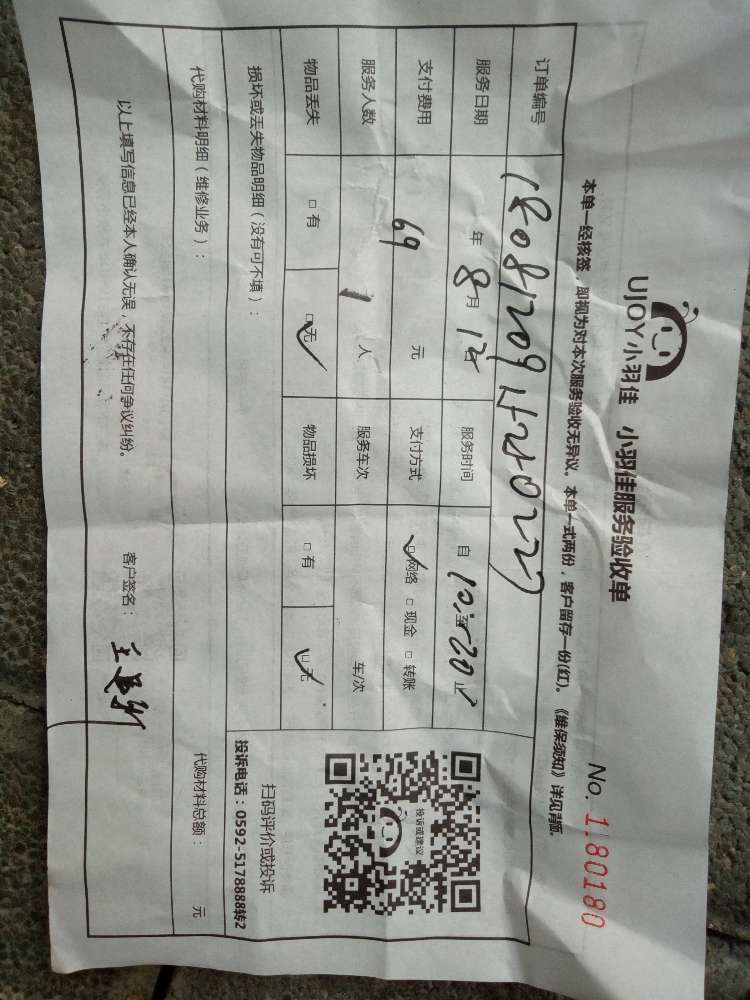 UJOY小羽佳 小羽佳服务验收单
No. 1180180
本单一经核签，即视为对本次服务验收无异议。本单一式两份，客户留存一份(红)。《维保须知》详见背面。
订单编号
服务日期 年 8月 12日 服务时间 自
支付费用 69 元 支付方式 ☑网络 □现金 □转账
服务人数 1 人 服务车次 车/次
物品丢失 □有 ☑无 物品损坏 □有 ☑无
损坏或丢失物品明细（没有可不填）：
投诉或建议
扫码评价或投诉
投诉电话：0592-5178888转2
代购材料明细（维修业务）： 代购材料总额： 元
以上填写信息已经本人确认无误，不存在任何争议纠纷。 客户签名：